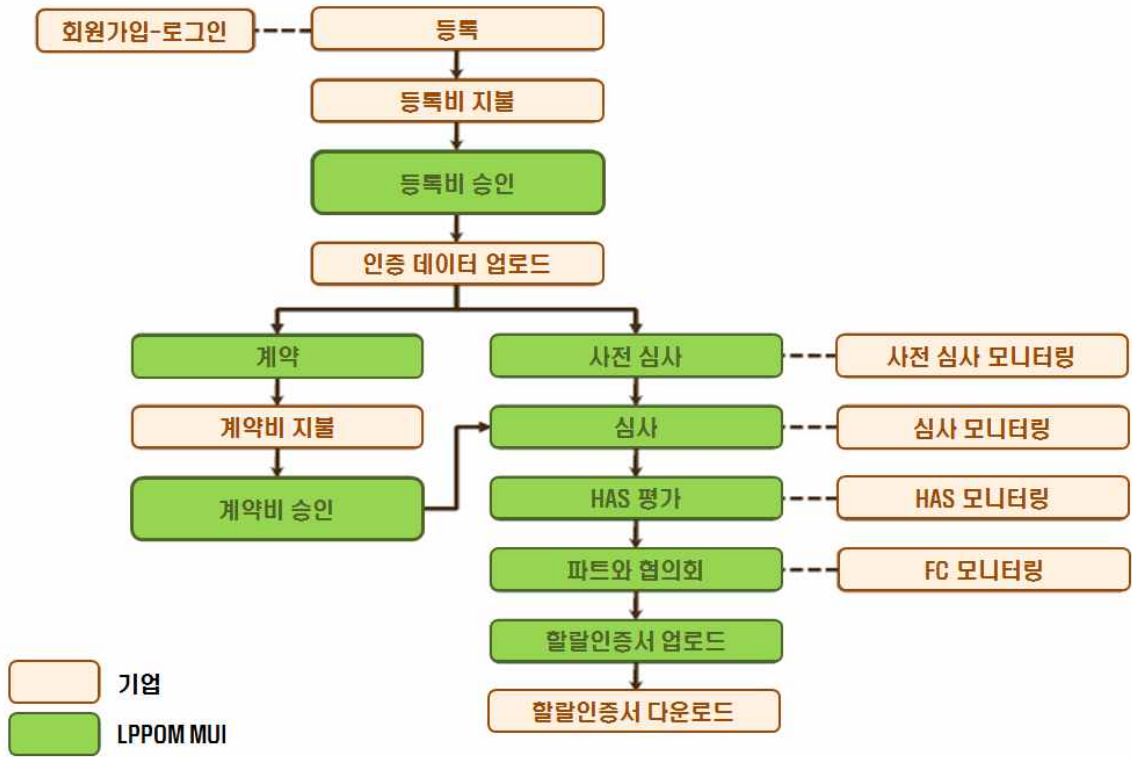 회원가입-로그인
등록
등록비 지불
등록비 승인
인증 데이터 업로드
계약
사전 심사
사전 심사 모니터링
계약비 지불
심사
심사 모니터링
계약비 승인
HAS 평가
HAS 모니터링
파트와 협의회
FC 모니터링
할랄인증서 업로드
할랄인증서 다운로드
기업
LPPOM MUI